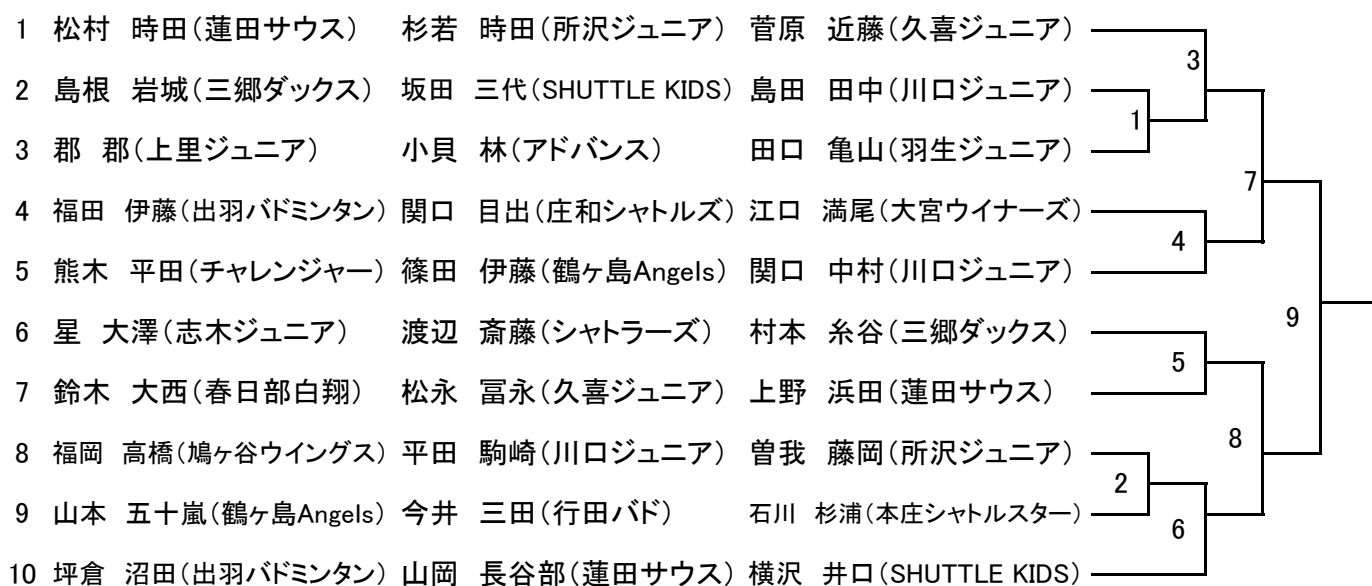 1 松村 時田(蓮田サウス) 杉若 時田(所沢ジュニア) 菅原 近藤(久喜ジュニア)
3
2 島根 岩城(三郷ダックス) 坂田 三代(SHUTTLE KIDS) 島田 田中(川口ジュニア)
1
3 郡 郡(上里ジュニア) 小貝 林(アドバンス) 田口 亀山(羽生ジュニア)
7
4 福田 伊藤(出羽バドミンタン) 関口 目出(庄和シャトルズ) 江口 満尾(大宮ウイナーズ)
4
5 熊木 平田(チャレンジャー) 篠田 伊藤(鶴ヶ島Angels) 関口 中村(川口ジュニア)
9
6 星 大澤(志木ジュニア) 渡辺 斎藤(シャトラーズ) 村本 糸谷(三郷ダックス)
5
7 鈴木 大西(春日部白翔) 松永 冨永(久喜ジュニア) 上野 浜田(蓮田サウス)
8
8 福岡 高橋(鳩ヶ谷ウイングス) 平田 駒崎(川口ジュニア) 曽我 藤岡(所沢ジュニア)
2
9 山本 五十嵐(鶴ヶ島Angels) 今井 三田(行田バド) 石川 杉浦(本庄シャトルスター)
6
10 坪倉 沼田(出羽バドミンタン) 山岡 長谷部(蓮田サウス) 横沢 井口(SHUTTLE KIDS)